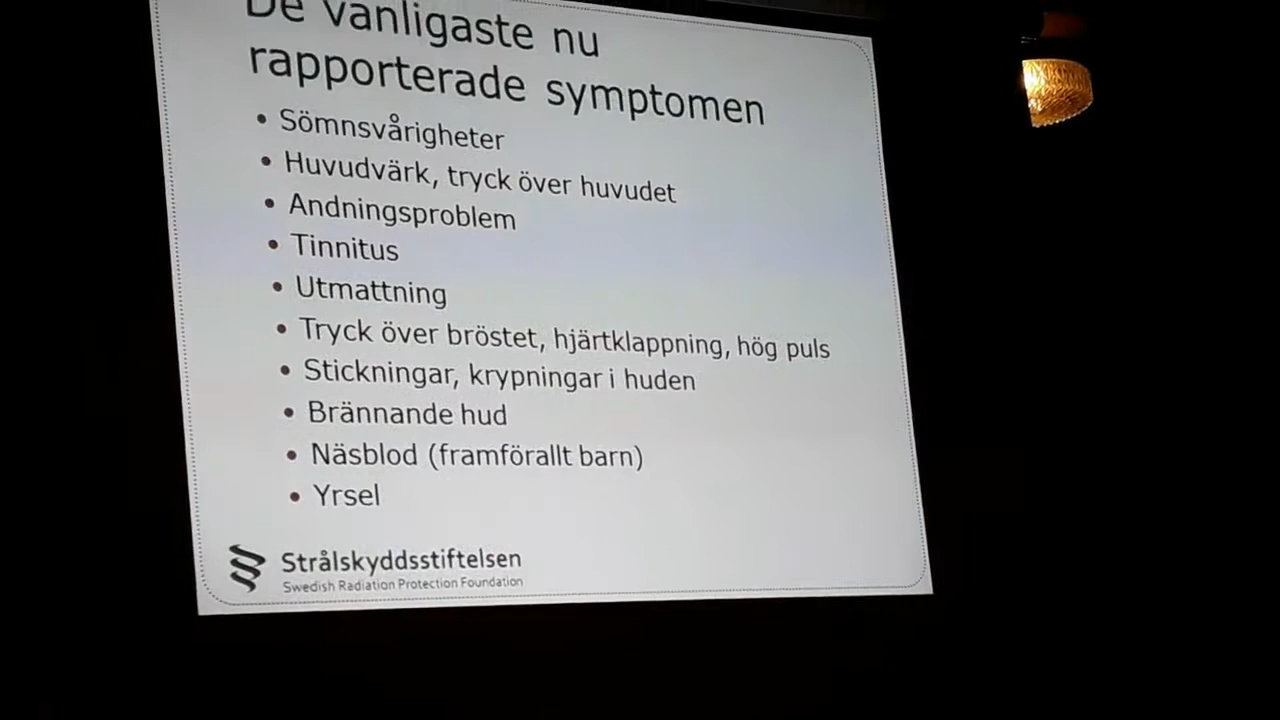 De vanligaste nu
rapporterade symptomen
• Sömnsvårigheter
• Huvudvärk, tryck över huvudet
• Andningsproblem
• Tinnitus
• Utmattning
• Tryck över bröstet, hjärtklappning, hög puls
• Stickningar, krypningar i huden
• Brännande hud
• Näsblod (framförallt barn)
• Yrsel
Strålskyddsstiftelsen
Swedish Radiation Protection Foundation